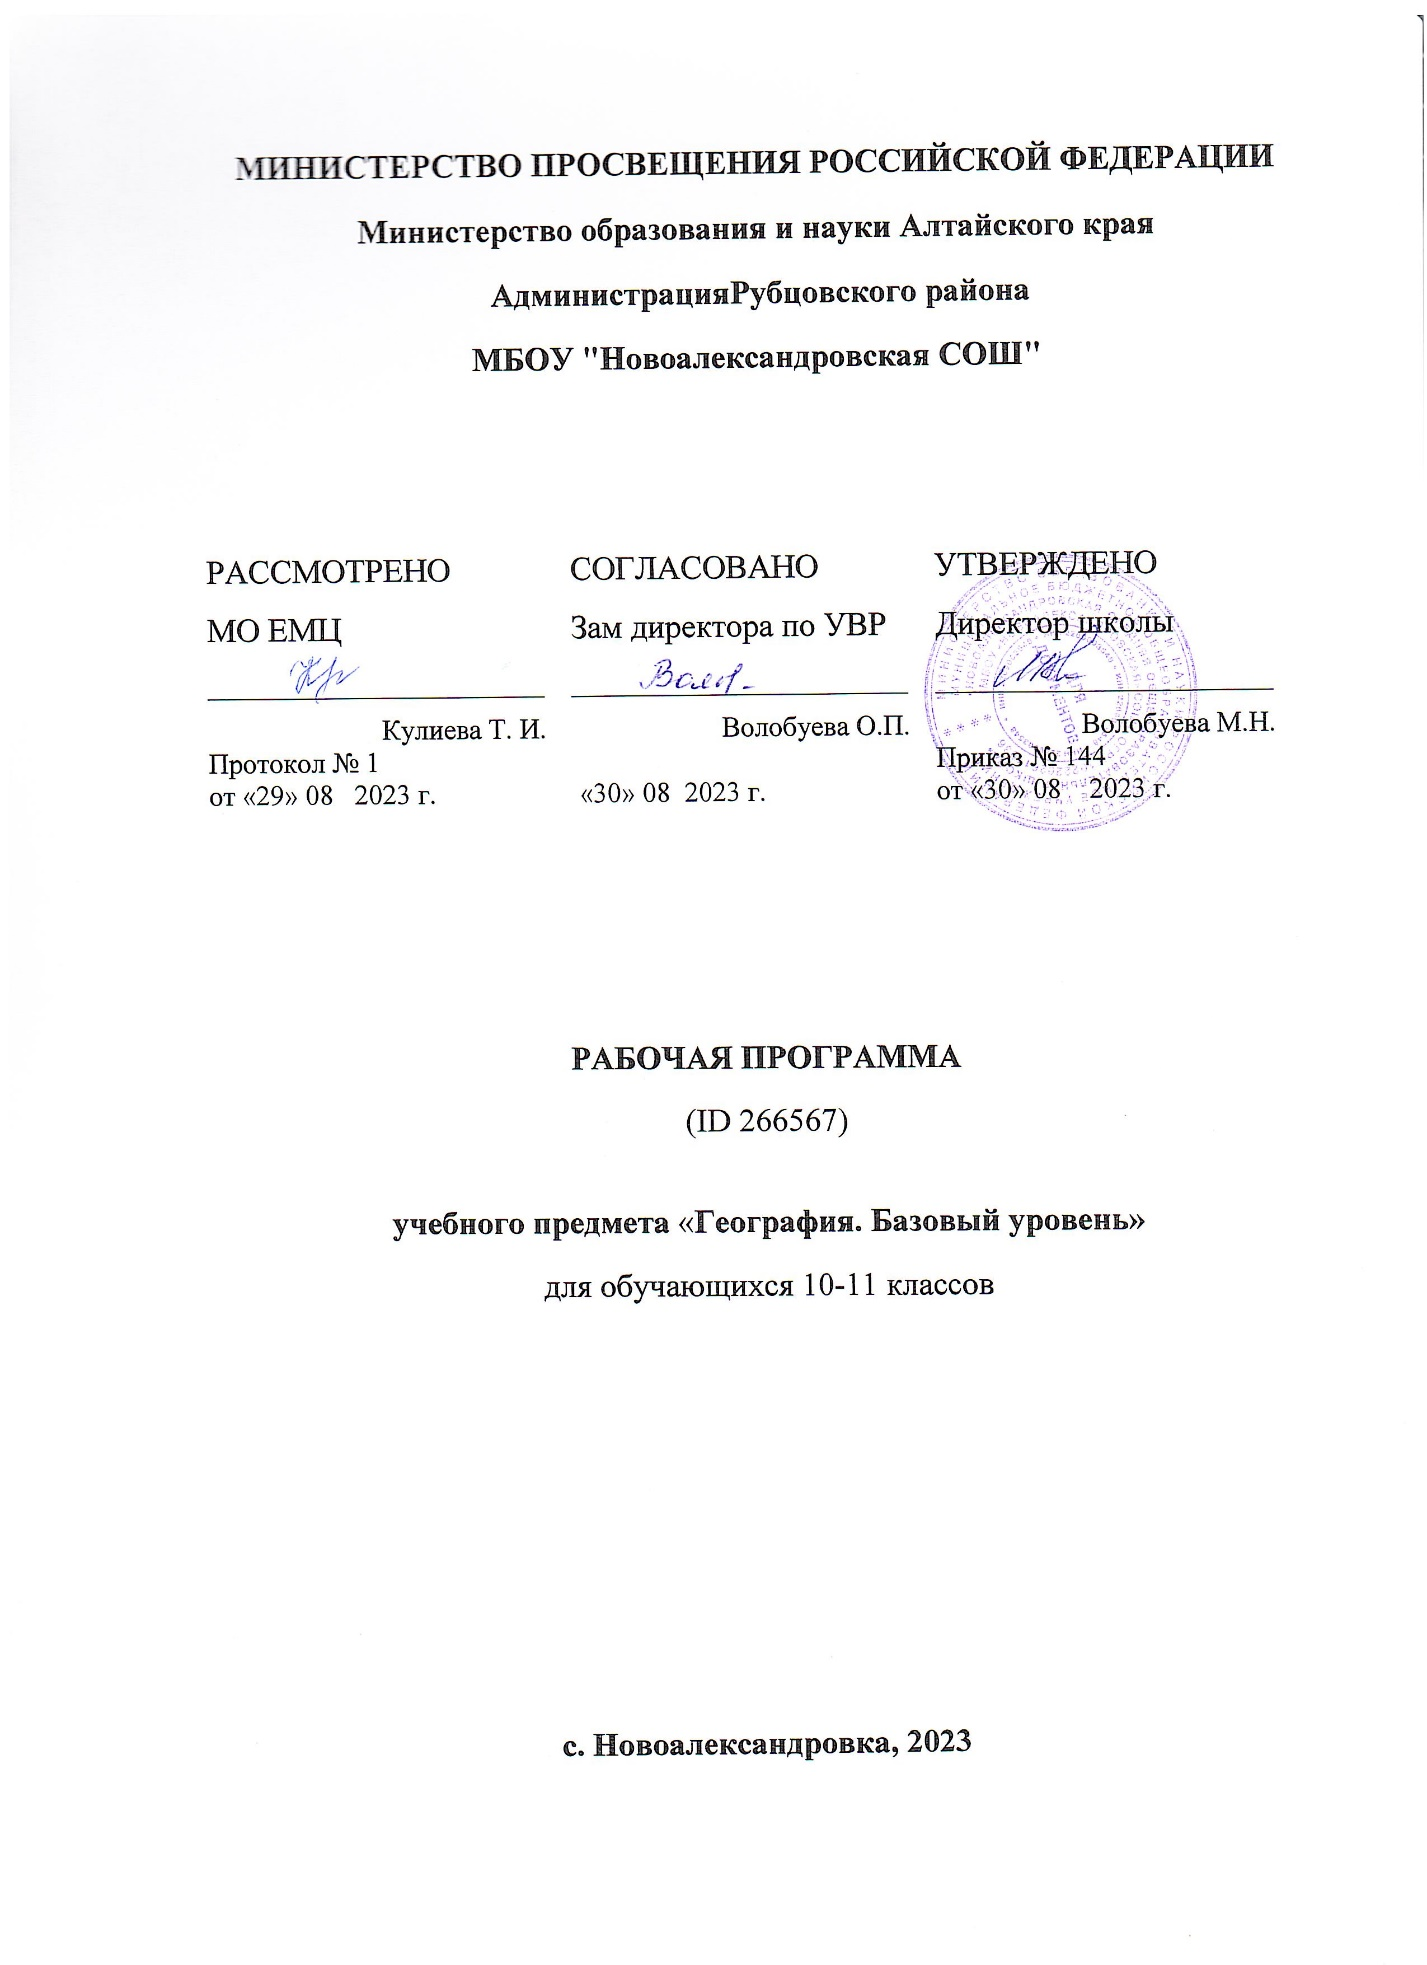 МИНИСТЕРСТВО ПРОСВЕЩЕНИЯ РОССИЙСКОЙ ФЕДЕРАЦИИ
Министерство образования и науки Алтайского края
АдминистрацияРубцовского района
МБОУ "Новоалександровская СОШ"
РАССМОТРЕНО
МО ЕМЦ
Кулиева Т. И.
Протокол № 1
от «29» 08 2023 г.
СОГЛАСОВАНО
Зам директора по УВР
Волобуева О.П.
«30» 08 2023 г.
УТВЕРЖДЕНО
Директор школы
Волобуева М.Н.
Приказ № 144
от «30» 08 2023 г.
РАБОЧАЯ ПРОГРАММА
(ID 266567)
учебного предмета «География. Базовый уровень»
для обучающихся 10-11 классов
с. Новоалександровка, 2023